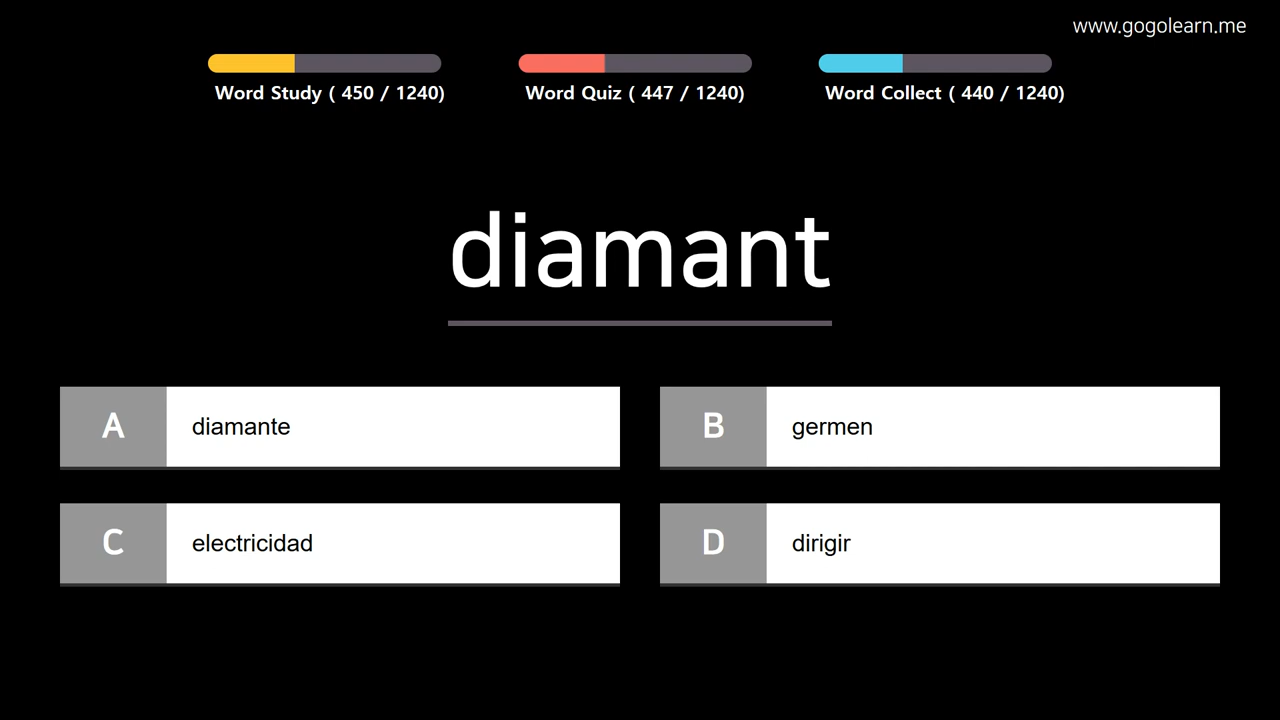 www.gogolearn.me
Word Study ( 450 / 1240)
Word Quiz ( 447 / 1240)
Word Collect ( 440 / 1240)
diamant
A
diamante
B
germen
C
electricidad
D
dirigir